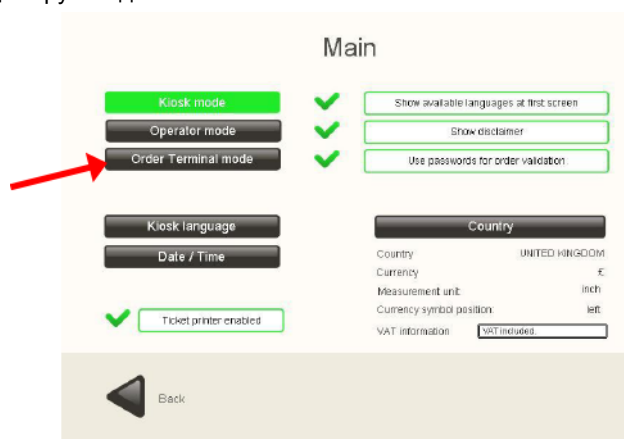 Main
Kiosk mode
Show available languages at first screen
Operator mode
Show disclaimer
Order Terminal mode
Use passwords for order validation
Kiosk language
Country
Date / Time
Country UNITED KINGDOM
Currency £
Measurement unit: inch
Currency symbol position: left
Ticket printer enabled
VAT information VAT included.
Back